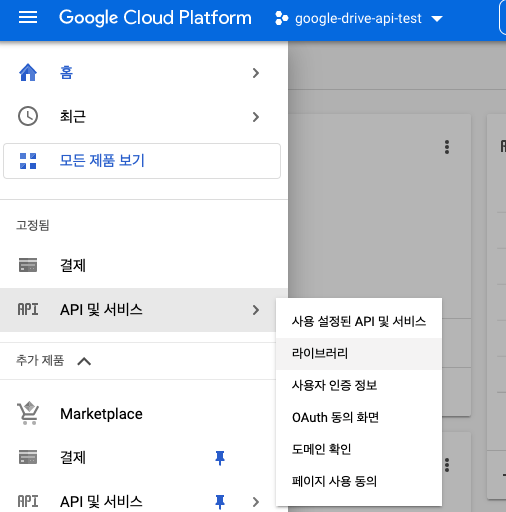 Google Cloud Platform
google-drive-api-test
홈
최근
모든 제품 보기
고정됨
결제
API API 및 서비스
사용 설정된 API 및 서비스
라이브러리
사용자 인증 정보
OAuth 동의 화면
도메인 확인
페이지 사용 동의
추가 제품
Marketplace
결제
API API 및 서비스